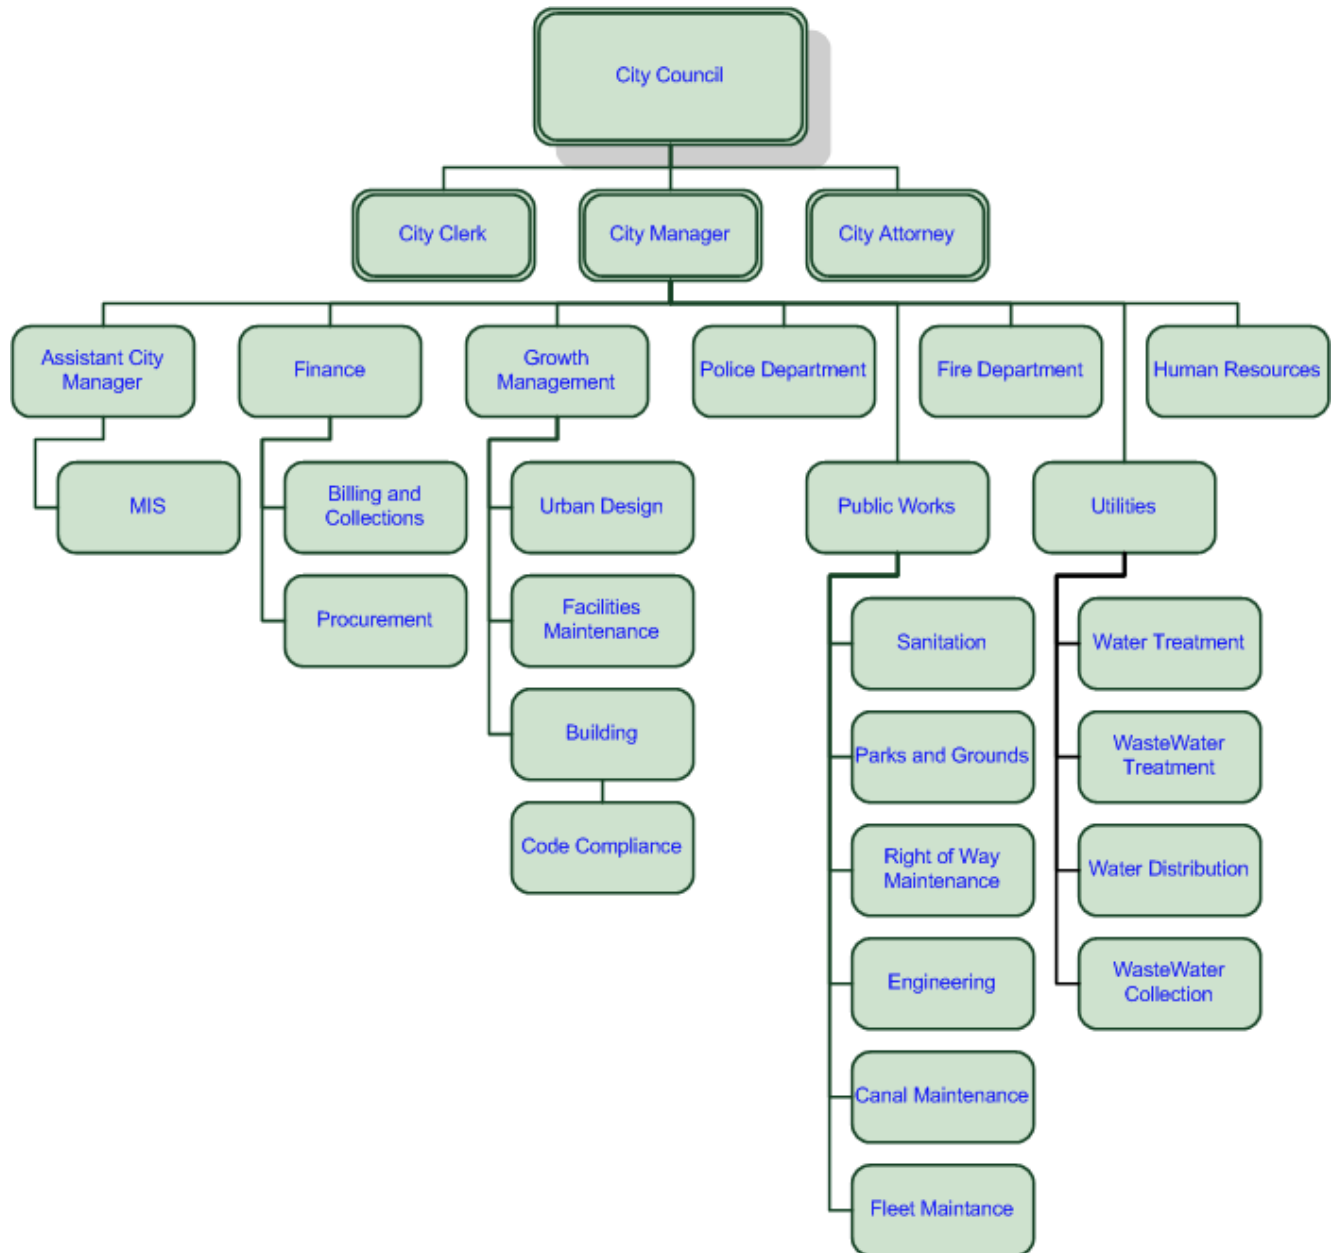 City Council
City Clerk
City Manager
City Attorney
Assistant City
Manager
Finance
Growth
Management
Police Department
Fire Department
Human Resources
MIS
Billing and
Collections
Urban Design
Public Works
Utilities
Procurement
Facilities
Maintenance
Sanitation
Water Treatment
Building
Parks and Grounds
WasteWater
Treatment
Code Compliance
Right of Way
Maintenance
Water Distribution
Engineering
WasteWater
Collection
Canal Maintenance
Fleet Maintance